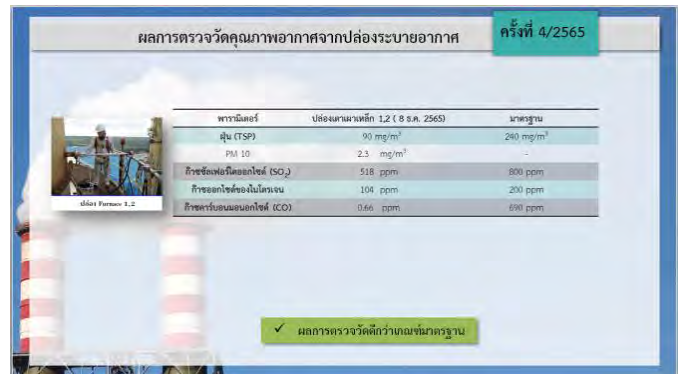 ผลการตรวจวัดคุณภาพอากาศจากปล่องระบายอากาศ
ครั้งที่ 4/2565
พารามิเตอร์ ปล่องเตาเผาเหล็ก 1,2 ( 8 ธ.ค. 2565) มาตรฐาน
ฝุ่น (TSP) 90 mg/m³ 240 mg/m³
PM 10 2.3 mg/m³ -
ก๊าซซัลเฟอร์ไดออกไซด์ (SO₂) 518 ppm 800 ppm
ก๊าซออกไซด์ของไนโตรเจน 104 ppm 200 ppm
ก๊าซคาร์บอนมอนอกไซด์ (CO) 0.66 ppm 690 ppm
ปล่อง Furnace 1,2
✓ ผลการตรวจวัดดีกว่าเกณฑ์มาตรฐาน